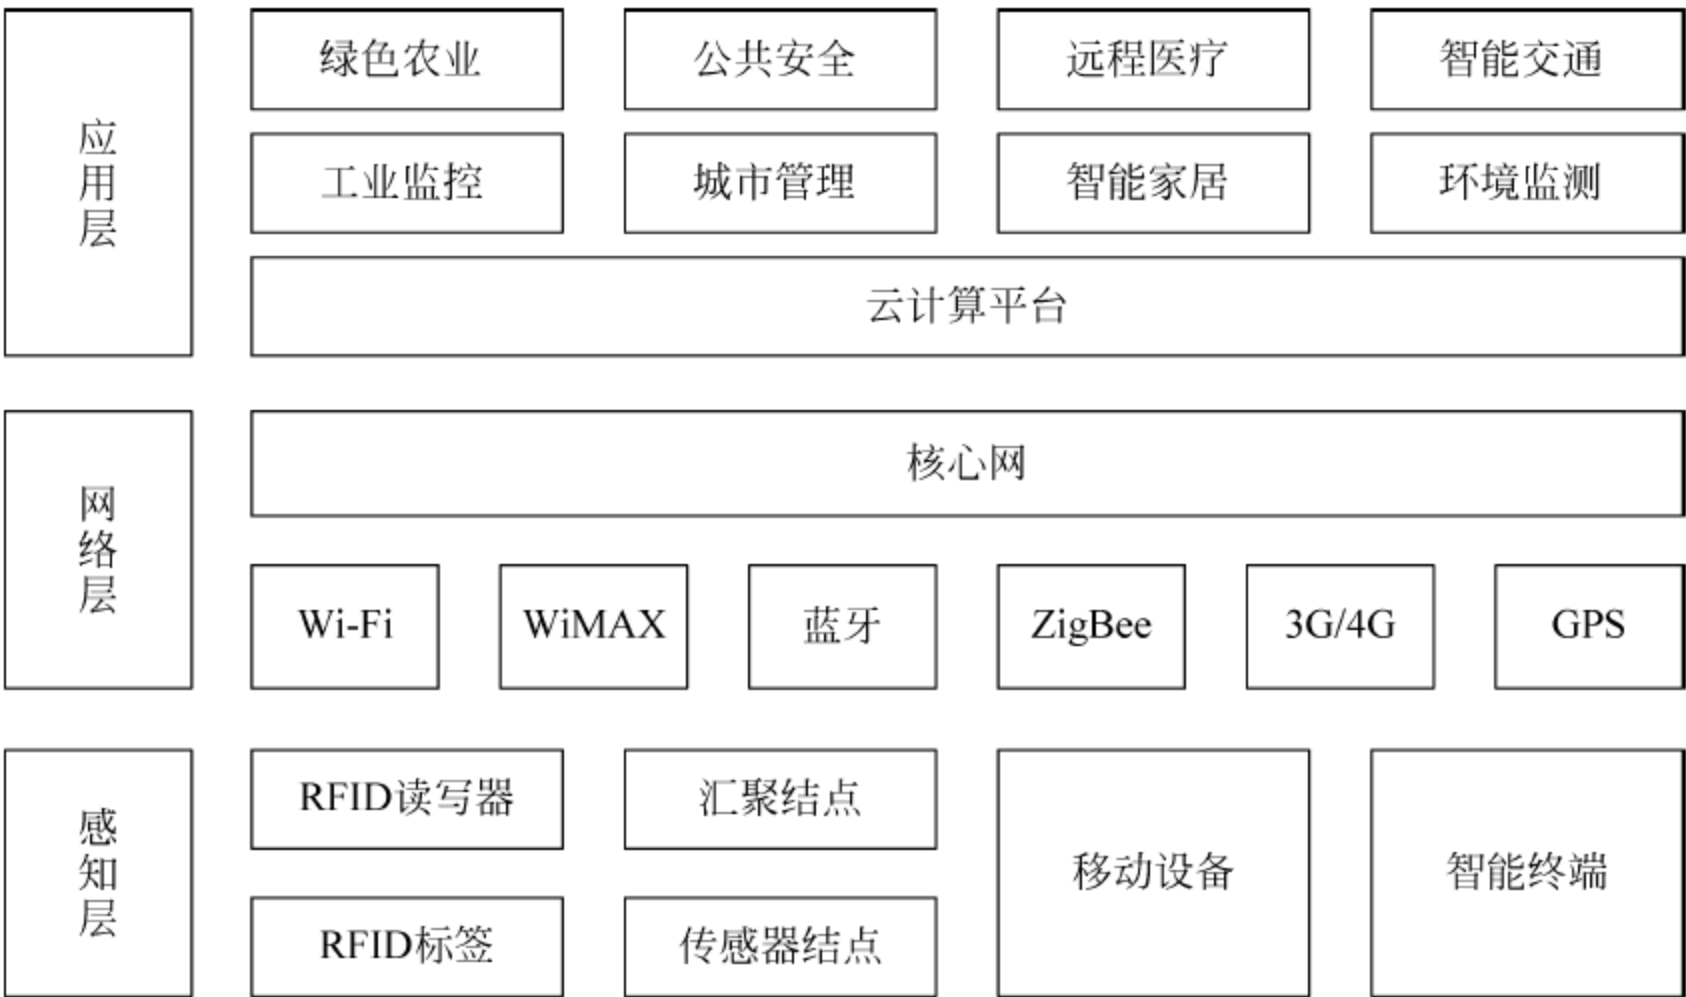 应用层
绿色农业
公共安全
远程医疗
智能交通
工业监控
城市管理
智能家居
环境监测
云计算平台
网络层
核心网
Wi-Fi
WiMAX
蓝牙
ZigBee
3G/4G
GPS
感知层
RFID读写器
汇聚结点
移动设备
智能终端
RFID标签
传感器结点